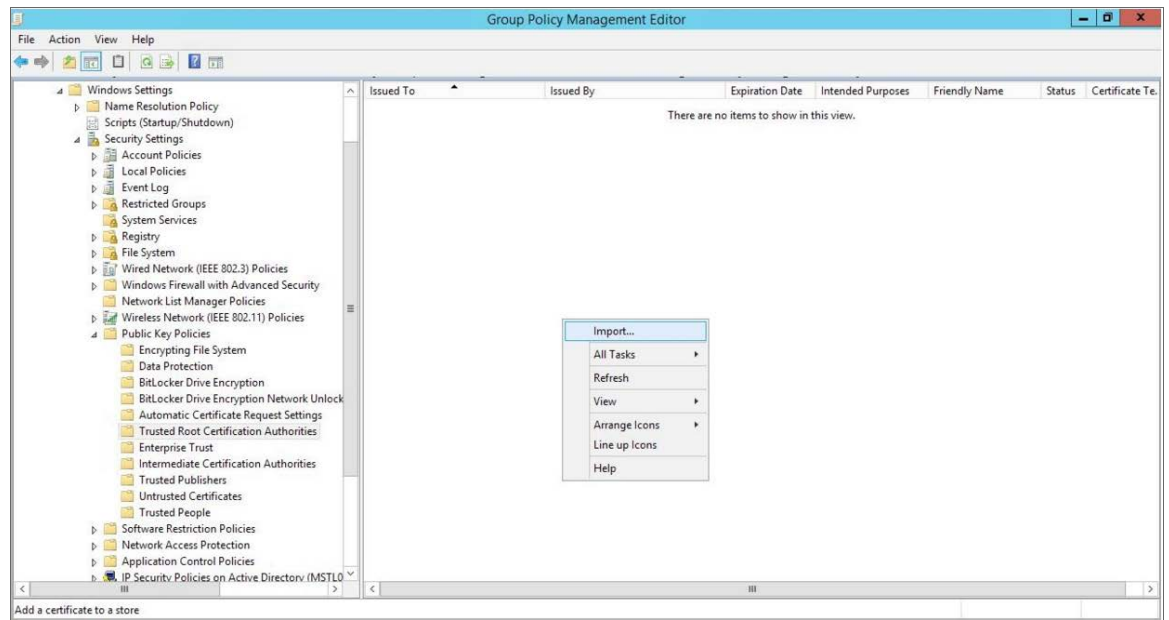 Group Policy Management Editor
File Action View Help
Windows Settings
Name Resolution Policy
Scripts (Startup/Shutdown)
Security Settings
Account Policies
Local Policies
Event Log
Restricted Groups
System Services
Registry
File System
Wired Network (IEEE 802.3) Policies
Windows Firewall with Advanced Security
Network List Manager Policies
Wireless Network (IEEE 802.11) Policies
Public Key Policies
Encrypting File System
Data Protection
BitLocker Drive Encryption
BitLocker Drive Encryption Network Unlock
Automatic Certificate Request Settings
Trusted Root Certification Authorities
Enterprise Trust
Intermediate Certification Authorities
Trusted Publishers
Untrusted Certificates
Trusted People
Software Restriction Policies
Network Access Protection
Application Control Policies
IP Security Policies on Active Directory (MSTL0
Issued To Issued By Expiration Date Intended Purposes Friendly Name Status Certificate Te.
There are no items to show in this view.
Import...
All Tasks
Refresh
View
Arrange Icons
Line up Icons
Help
Add a certificate to a store